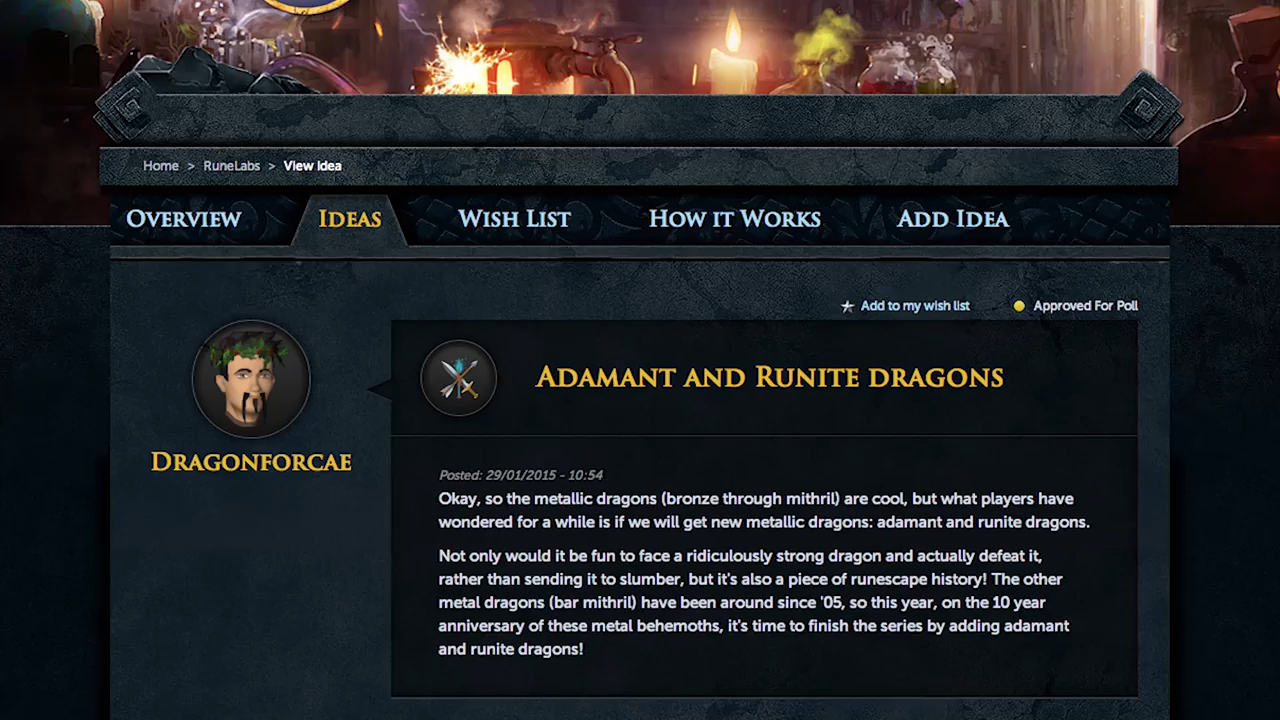 Home > RuneLabs > View idea
Overview Ideas Wish List How it Works Add Idea
Add to my wish list Approved For Poll
Adamant and Runite dragons
Dragonforcae
Posted: 29/01/2015 - 10:54
Okay, so the metallic dragons (bronze through mithril) are cool, but what players have
wondered for a while is if we will get new metallic dragons: adamant and runite dragons.
Not only would it be fun to face a ridiculously strong dragon and actually defeat it,
rather than sending it to slumber, but it's also a piece of runescape history! The other
metal dragons (bar mithril) have been around since '05, so this year, on the 10 year
anniversary of these metal behemoths, it's time to finish the series by adding adamant
and runite dragons!